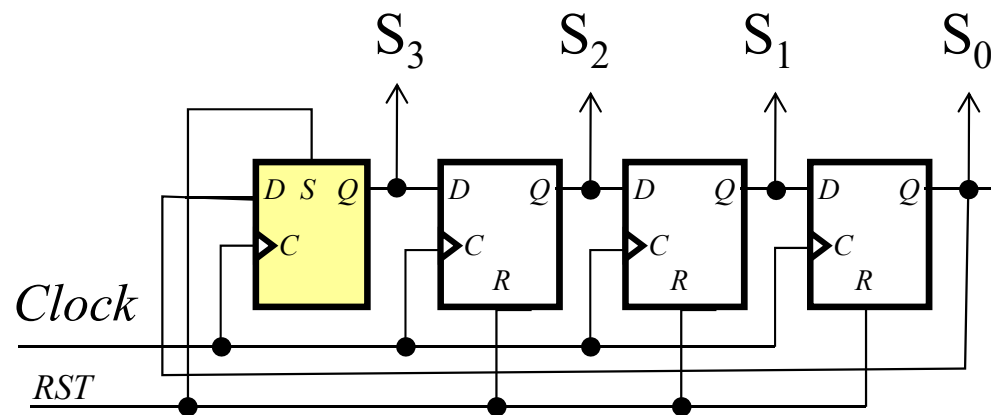 S₃ S₂ S₁ S₀
D S Q D Q D Q D Q
C C C C
R R
Clock
RST